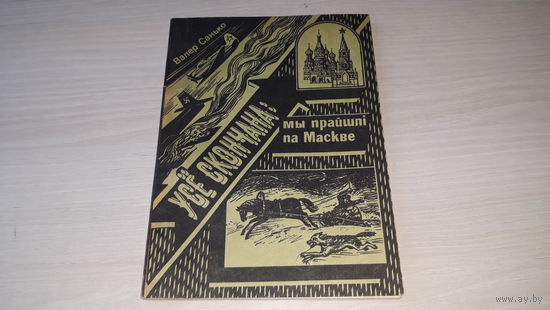 Валер Санько
УСЁ СКОНЧАНА:
мы прайшлі
па Маскве
www.ay.by